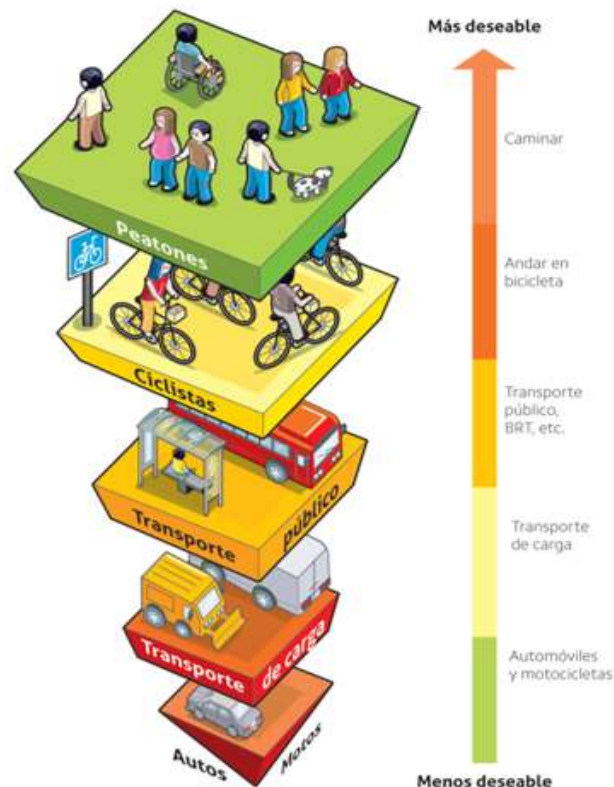 Más deseable
Caminar
Peatones
Andar en
bicicleta
Ciclistas
Transporte
público,
BRT, etc.
Transporte público
Transporte
de carga
Transporte de carga
Automóviles
y motocicletas
Autos Motos
Menos deseable